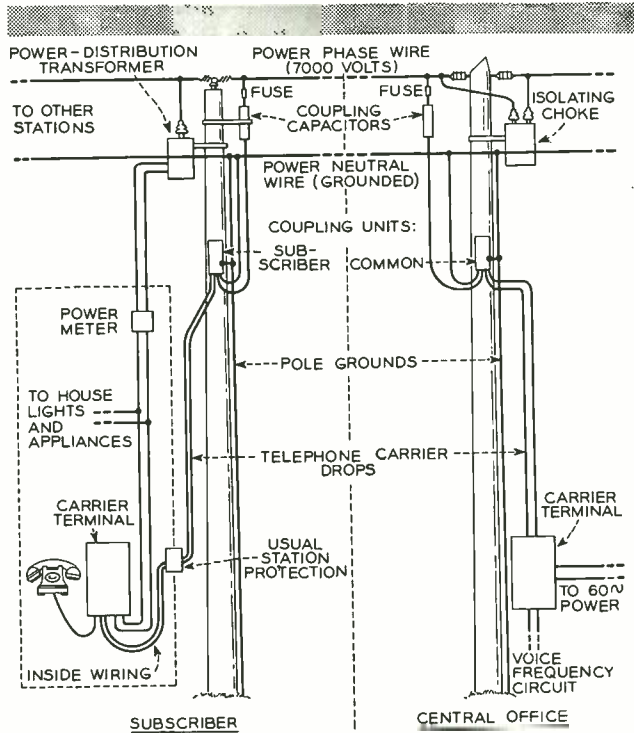 POWER-DISTRIBUTION
TRANSFORMER
POWER PHASE WIRE
(7000 VOLTS)
FUSE
FUSE
ISOLATING
CHOKE
TO OTHER
STATIONS
COUPLING
CAPACITORS
POWER NEUTRAL
WIRE (GROUNDED)
COUPLING UNITS:
SUB-
SCRIBER
COMMON
POWER
METER
POLE GROUNDS
TO HOUSE
LIGHTS
AND
APPLIANCES
TELEPHONE CARRIER
DROPS
CARRIER
TERMINAL
CARRIER
TERMINAL
USUAL
STATION
PROTECTION
TO 60~
POWER
INSIDE WIRING
VOICE
FREQUENCY
CIRCUIT
SUBSCRIBER
CENTRAL OFFICE